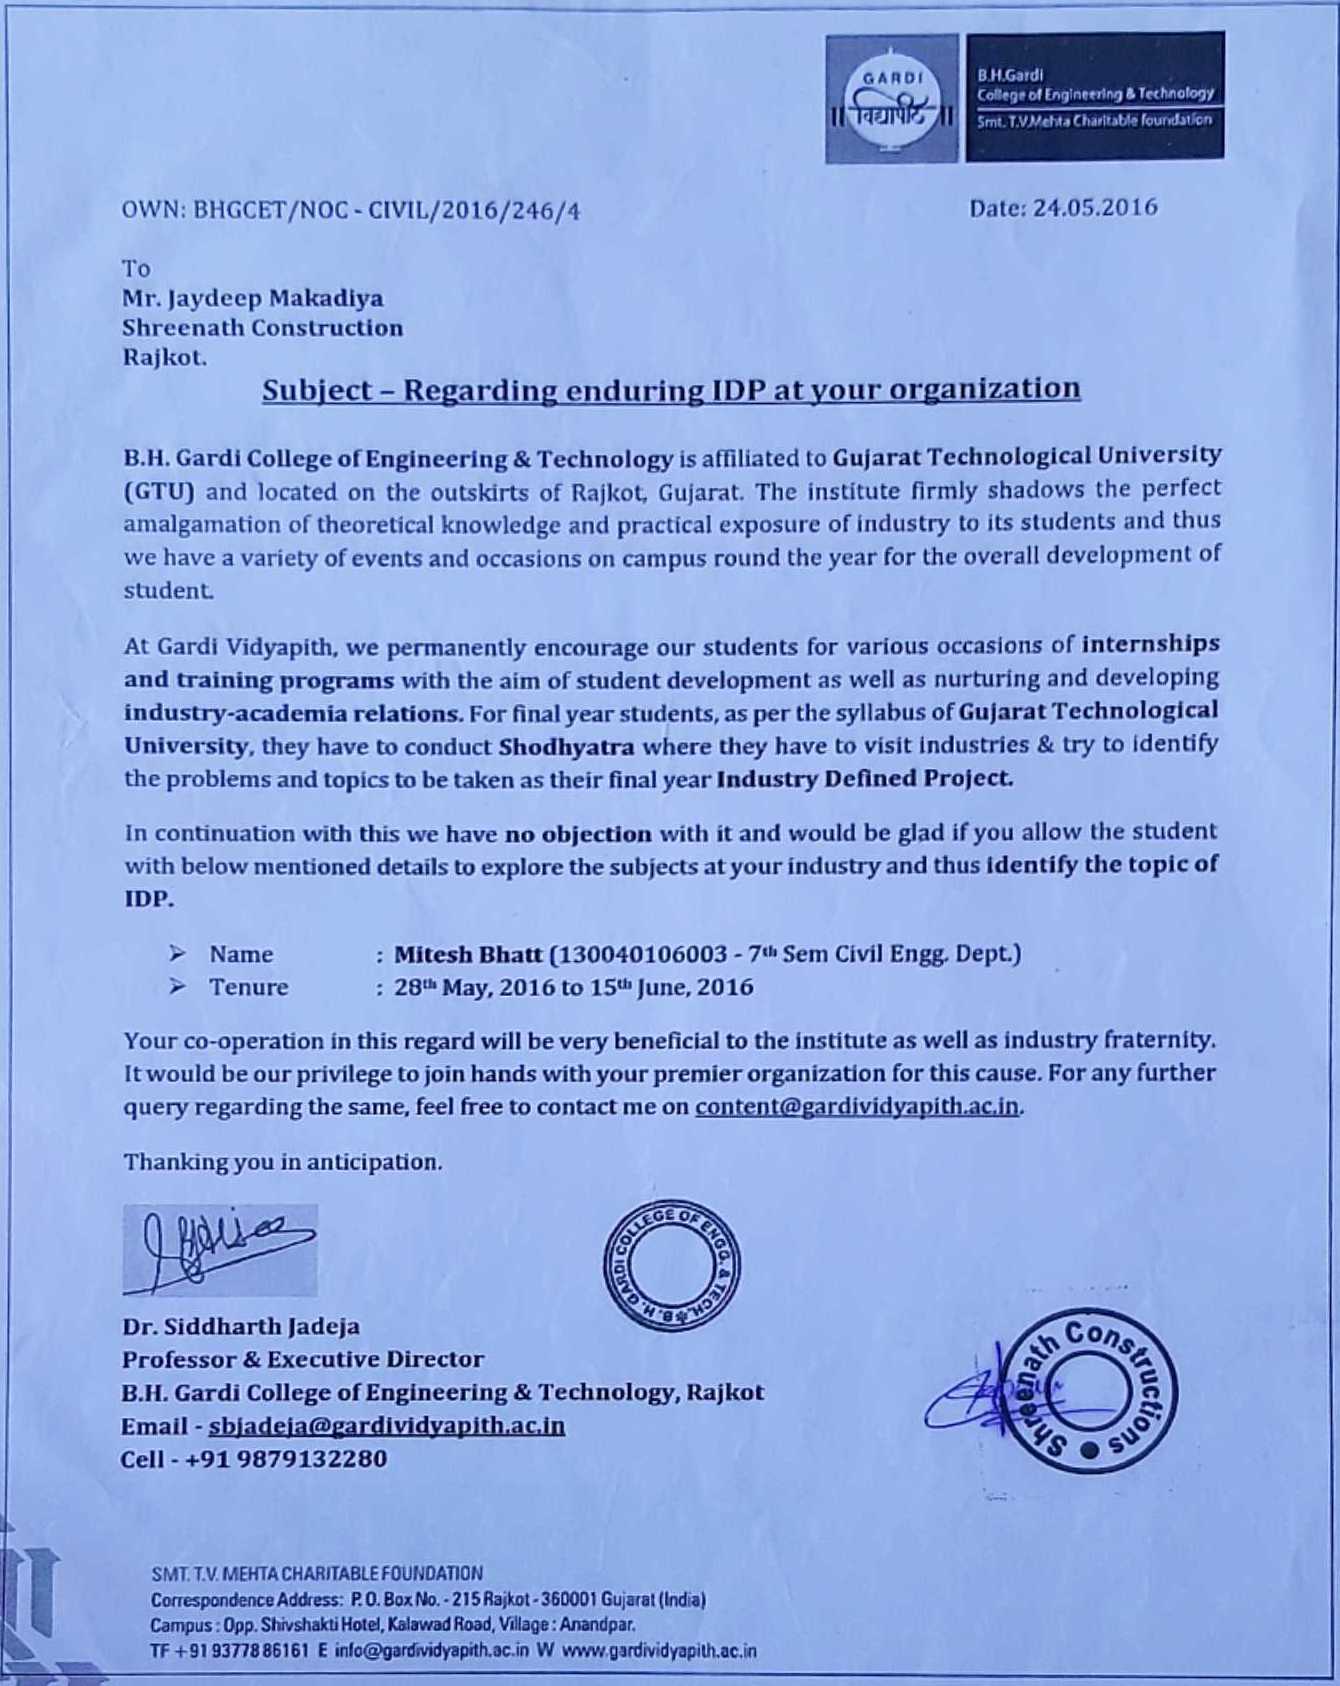 GARDI
|| विद्यापीठ ||
B.H.Gardi
College of Engineering & Technology
Smt. T.V.Mehta Charitable foundation
OWN: BHGCET/NOC - CIVIL/2016/246/4 Date: 24.05.2016
To
Mr. Jaydeep Makadiya
Shreenath Construction
Rajkot.
Subject – Regarding enduring IDP at your organization
B.H. Gardi College of Engineering & Technology is affiliated to Gujarat Technological University
(GTU) and located on the outskirts of Rajkot, Gujarat. The institute firmly shadows the perfect
amalgamation of theoretical knowledge and practical exposure of industry to its students and thus
we have a variety of events and occasions on campus round the year for the overall development of
student.
At Gardi Vidyapith, we permanently encourage our students for various occasions of internships
and training programs with the aim of student development as well as nurturing and developing
industry-academia relations. For final year students, as per the syllabus of Gujarat Technological
University, they have to conduct Shodhyatra where they have to visit industries & try to identify
the problems and topics to be taken as their final year Industry Defined Project.
In continuation with this we have no objection with it and would be glad if you allow the student
with below mentioned details to explore the subjects at your industry and thus identify the topic of
IDP.
➢ Name : Mitesh Bhatt (130040106003 - 7th Sem Civil Engg. Dept.)
➢ Tenure : 28th May, 2016 to 15th June, 2016
Your co-operation in this regard will be very beneficial to the institute as well as industry fraternity.
It would be our privilege to join hands with your premier organization for this cause. For any further
query regarding the same, feel free to contact me on content@gardividyapith.ac.in.
Thanking you in anticipation.
B.H. GARDI COLLEGE OF ENGG. & TECH.
Dr. Siddharth Jadeja
Professor & Executive Director
B.H. Gardi College of Engineering & Technology, Rajkot
Email - sbjadeja@gardividyapith.ac.in
Cell - +91 9879132280
Shreenath Constructions
SMT. T.V. MEHTA CHARITABLE FOUNDATION
Correspondence Address: P. O. Box No. - 215 Rajkot - 360001 Gujarat (India)
Campus : Opp. Shivshakti Hotel, Kalawad Road, Village : Anandpar.
TF +91 93778 86161 E info@gardividyapith.ac.in W www.gardividyapith.ac.in